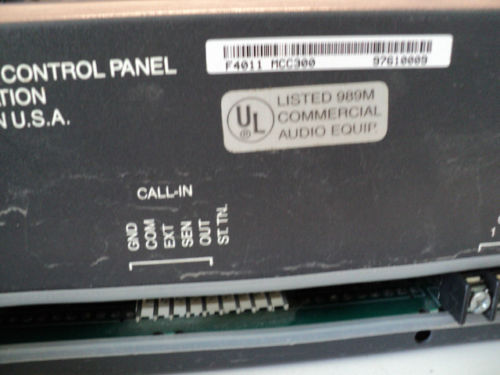 CONTROL PANEL
F4011 MCC300 97610009
TION
N U.S.A.
UL
LISTED 989M
COMMERCIAL
AUDIO EQUIP.
CALL-IN
GND
COM
EXT
SEN
OUT
ST. TN.